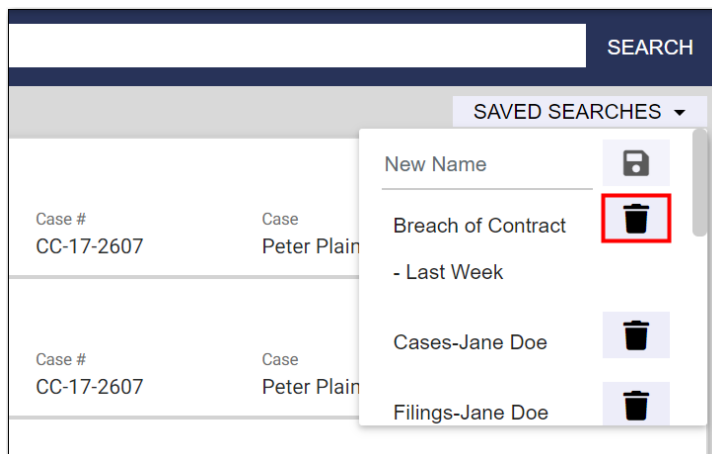 SEARCH
SAVED SEARCHES
New Name
Breach of Contract
- Last Week
Cases-Jane Doe
Filings-Jane Doe
Case #
Case
CC-17-2607
Peter Plain
Case #
Case
CC-17-2607
Peter Plain